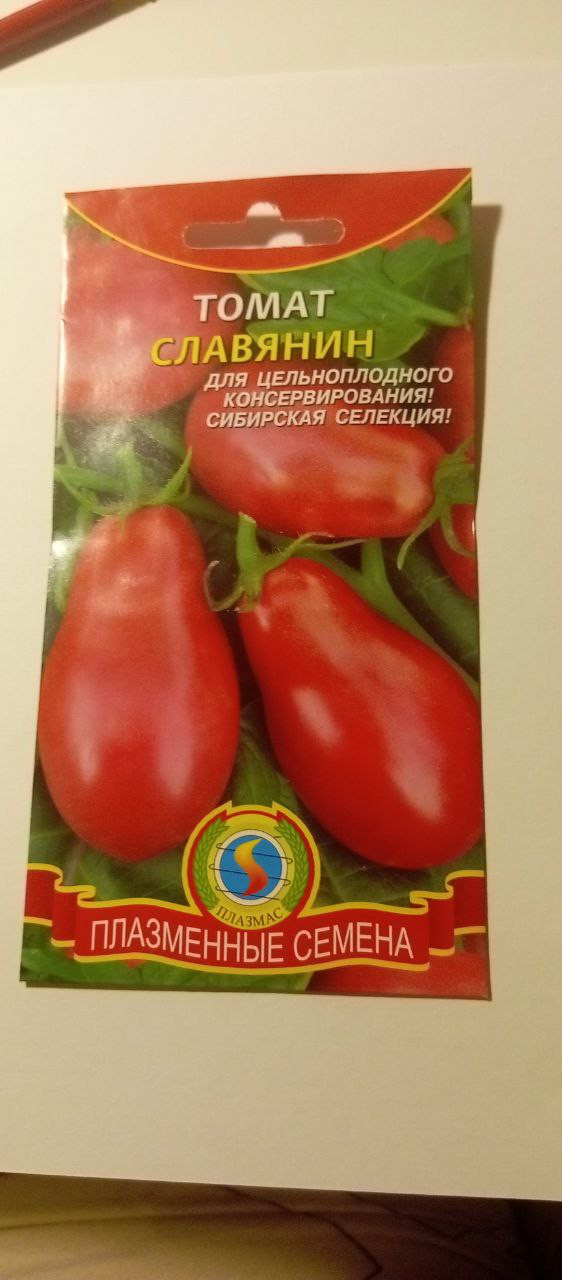 ТОМАТ
СЛАВЯНИН
ДЛЯ ЦЕЛЬНОПЛОДНОГО
КОНСЕРВИРОВАНИЯ!
СИБИРСКАЯ СЕЛЕКЦИЯ!
ПЛАЗМАС
ПЛАЗМЕННЫЕ СЕМЕНА